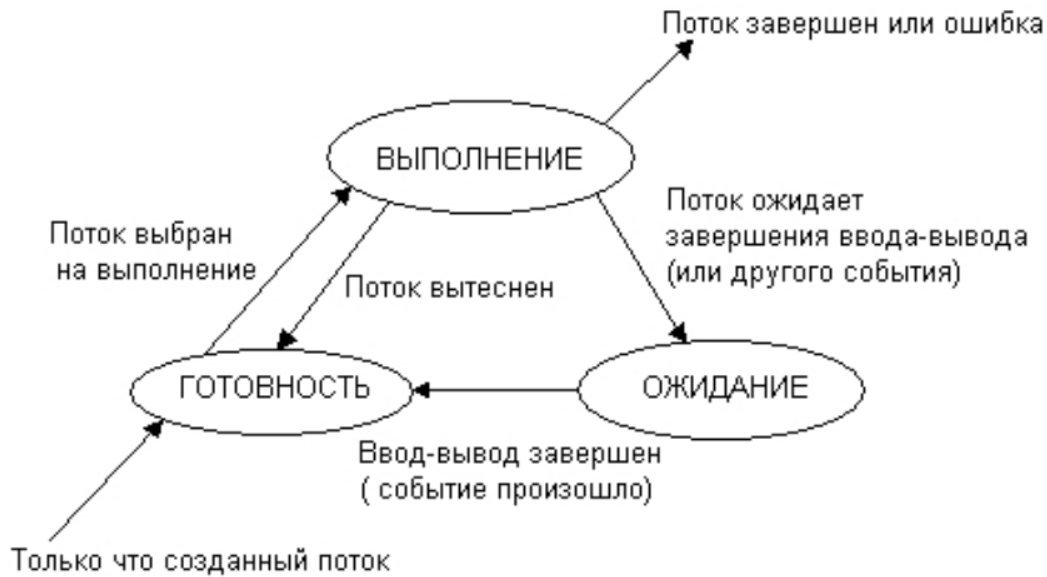 Поток завершен или ошибка
ВЫПОЛНЕНИЕ
Поток ожидает
завершения ввода-вывода
(или другого события)
Поток выбран
на выполнение
Поток вытеснен
ГОТОВНОСТЬ
ОЖИДАНИЕ
Ввод-вывод завершен
( событие произошло)
Только что созданный поток